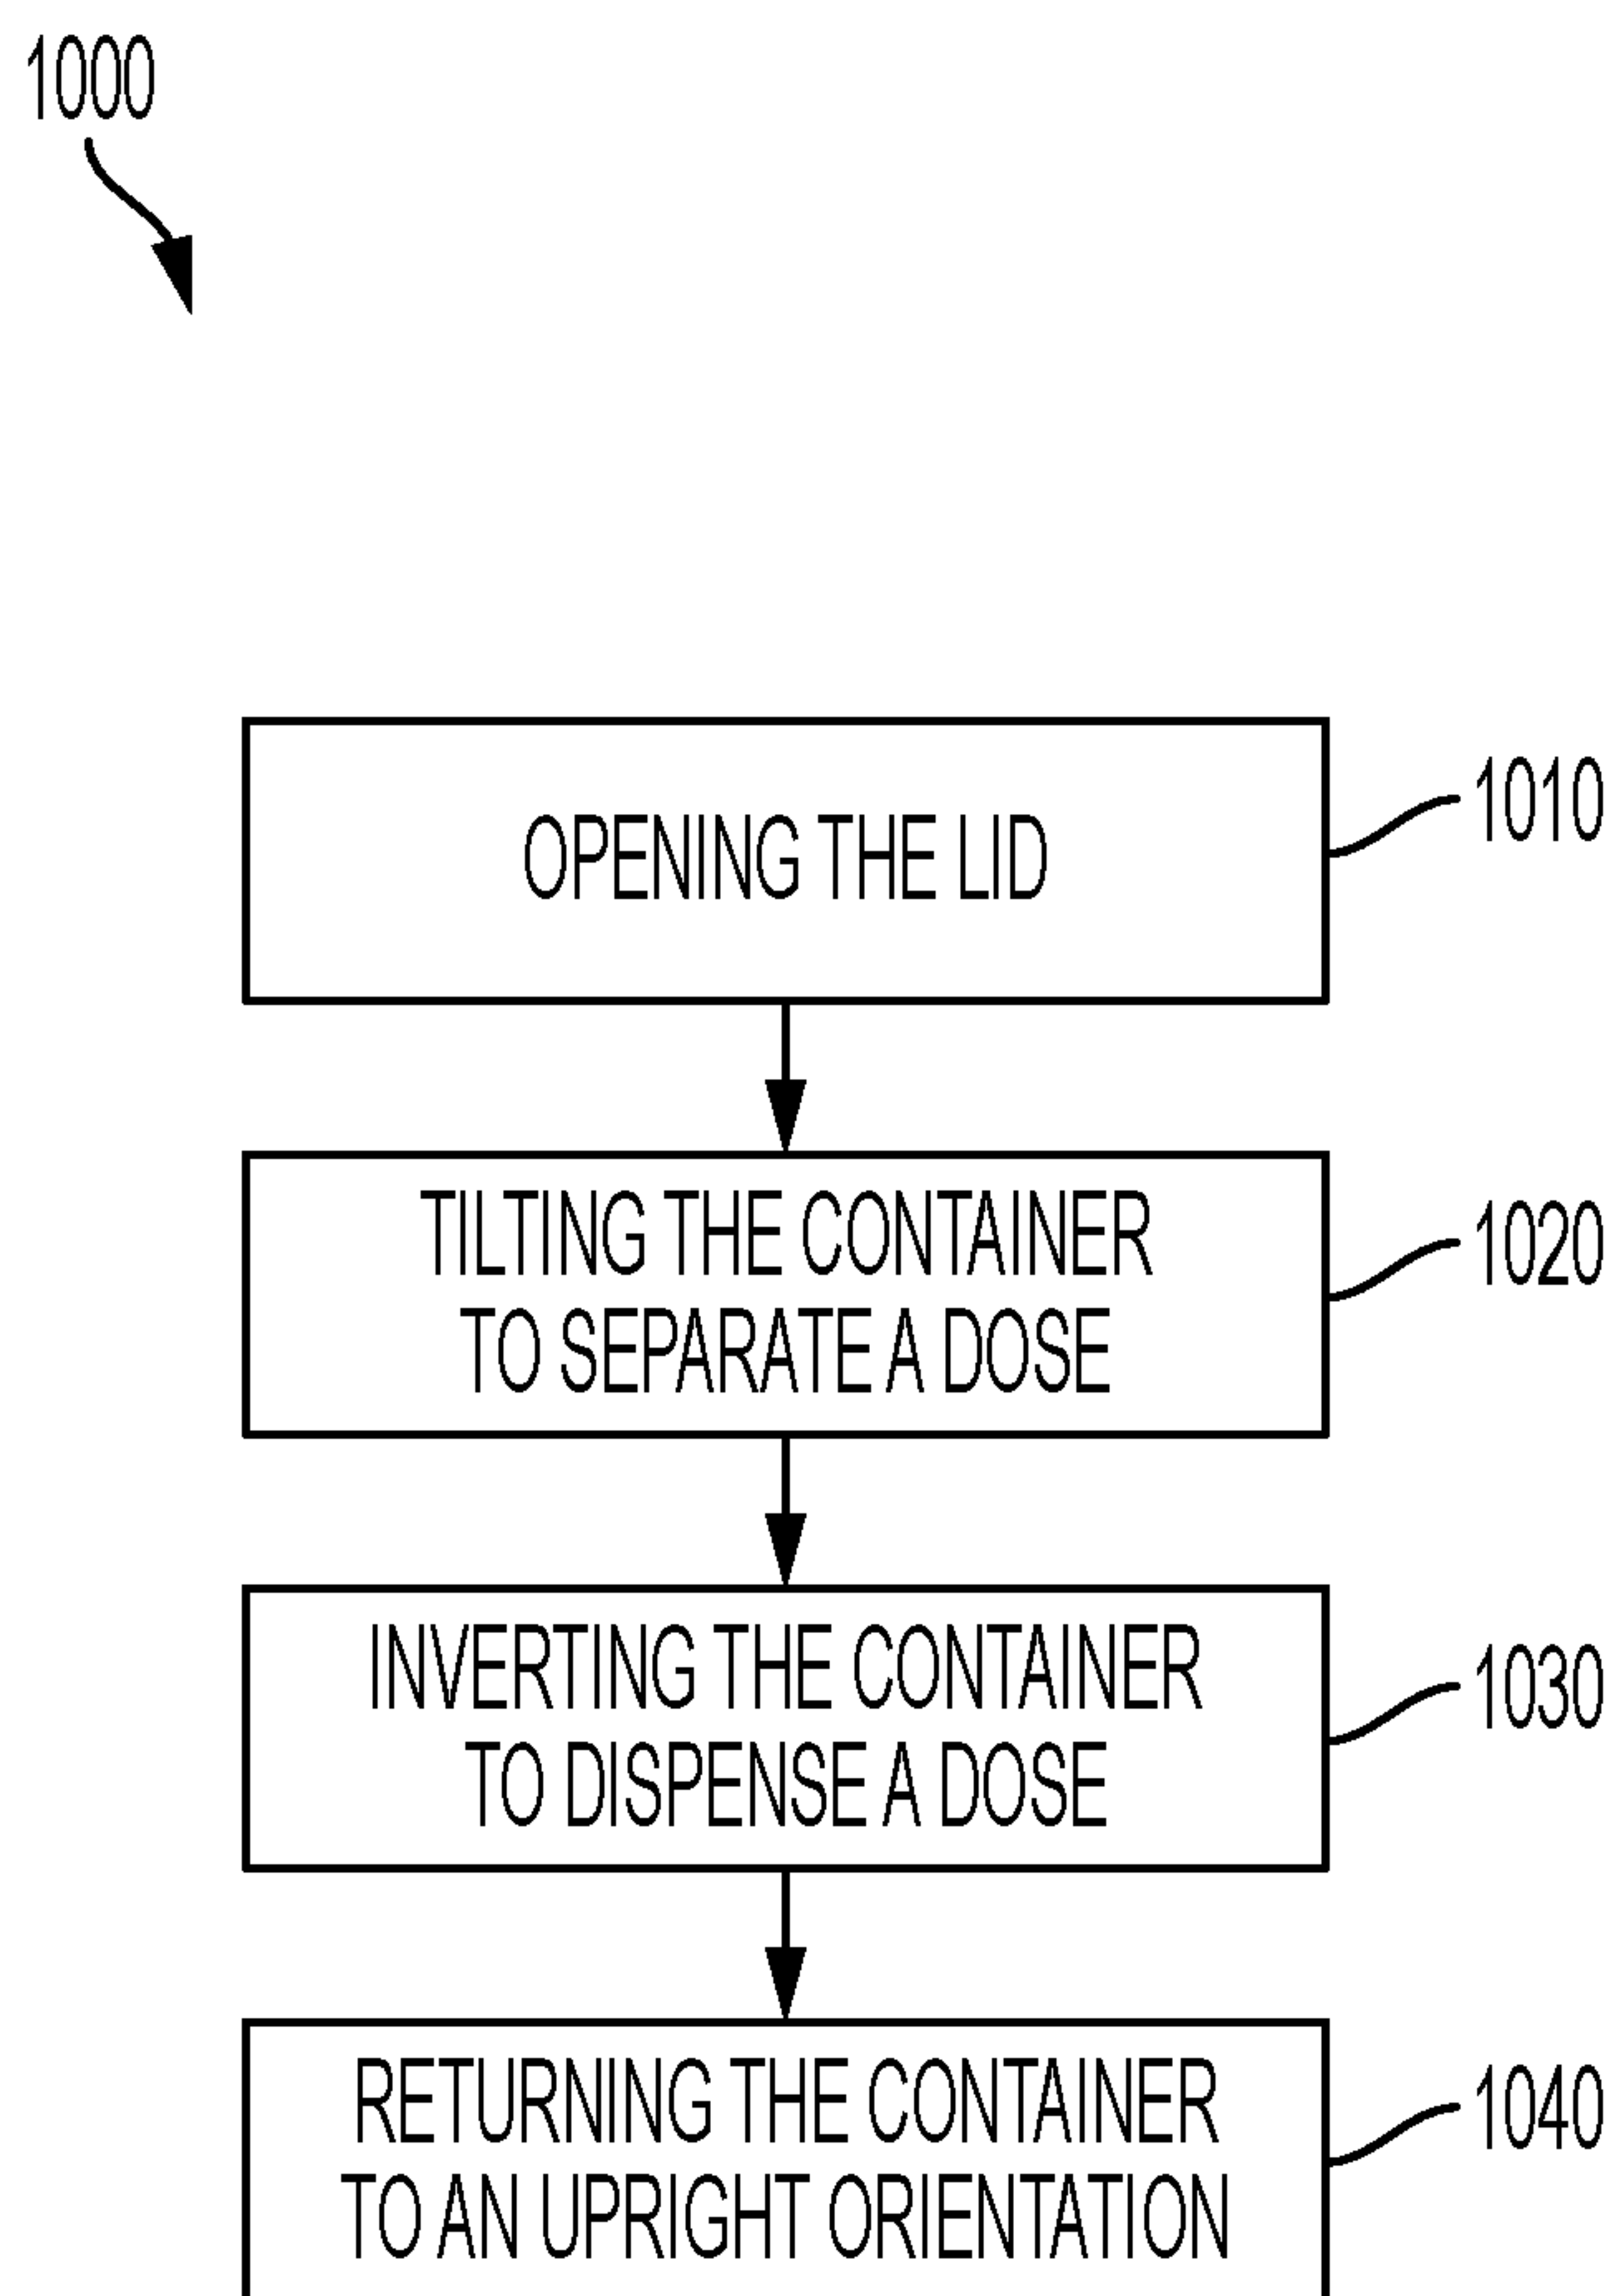 1000
OPENING THE LID
1010
TILTING THE CONTAINER
TO SEPARATE A DOSE
1020
INVERTING THE CONTAINER
TO DISPENSE A DOSE
1030
RETURNING THE CONTAINER
TO AN UPRIGHT ORIENTATION
1040